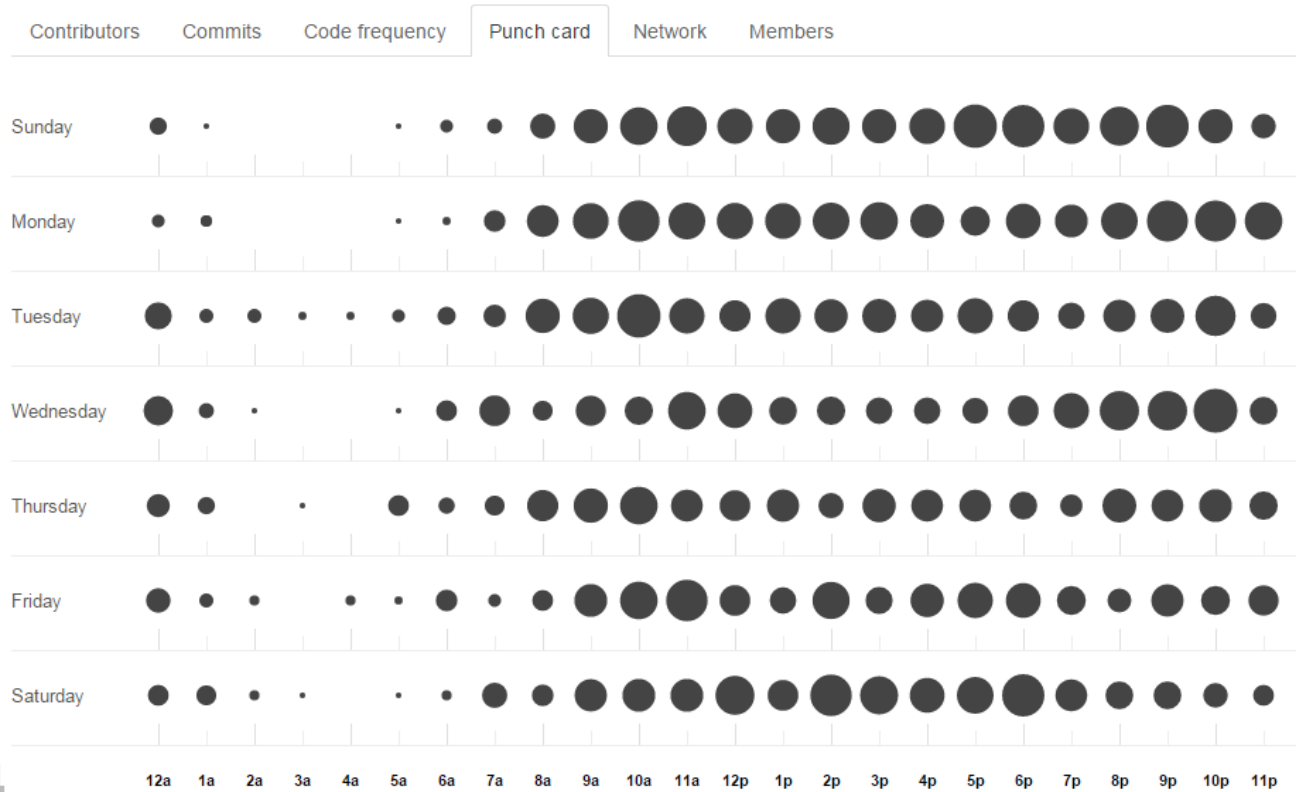 Contributors Commits Code frequency Punch card Network Members
Sunday
Monday
Tuesday
Wednesday
Thursday
Friday
Saturday
12a 1a 2a 3a 4a 5a 6a 7a 8a 9a 10a 11a 12p 1p 2p 3p 4p 5p 6p 7p 8p 9p 10p 11p